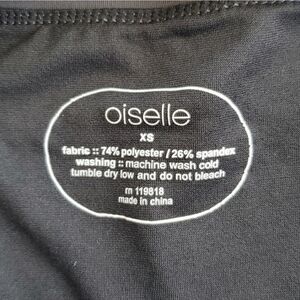 oiselle
XS
fabric :: 74% polyester / 26% spandex
washing :: machine wash cold
tumble dry low and do not bleach
rn 119818
made in china